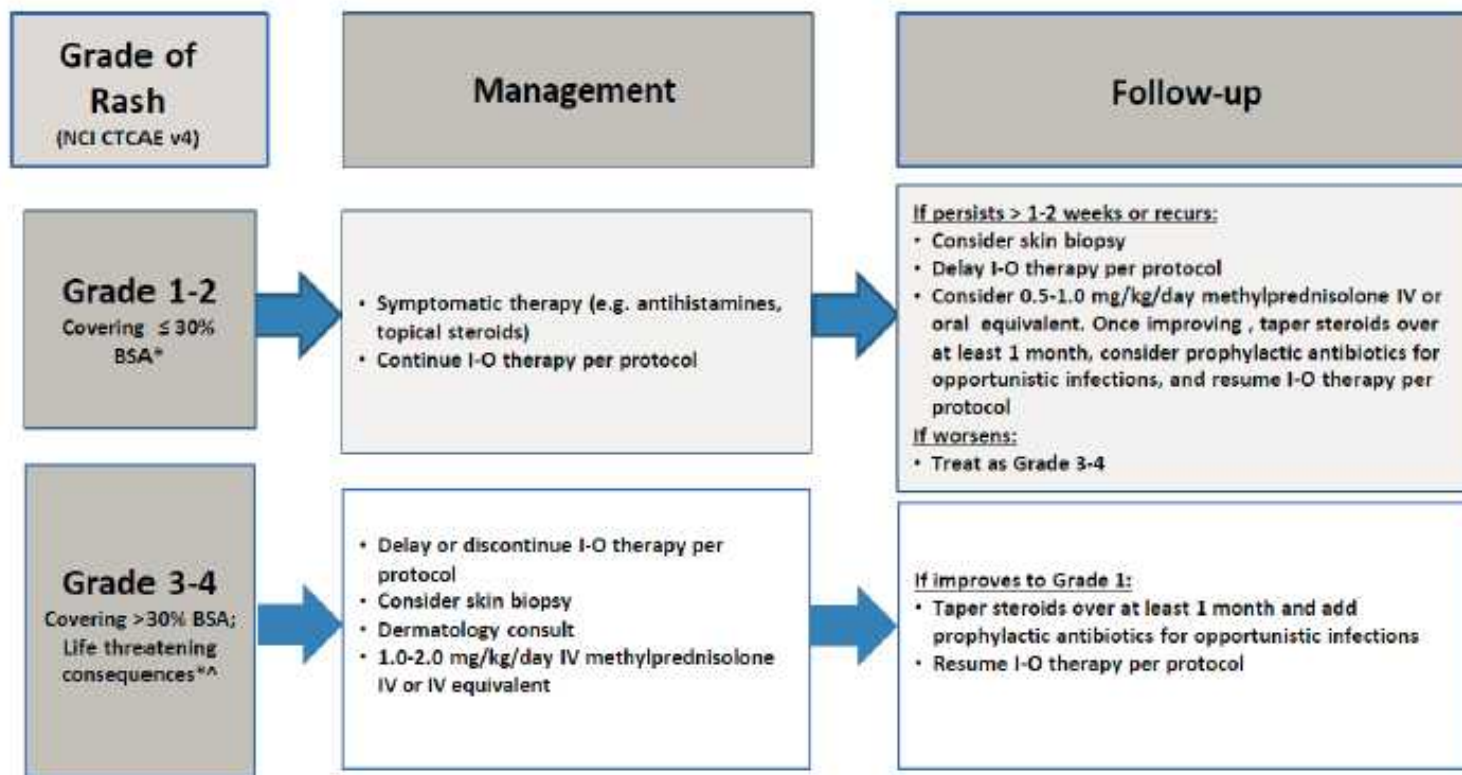 Grade of
Rash
(NCI CTCAE v4)
Management
Follow-up
Grade 1-2
Covering ≤ 30%
BSA*
• Symptomatic therapy (e.g. antihistamines,
topical steroids)
• Continue I-O therapy per protocol
If persists > 1-2 weeks or recurs:
• Consider skin biopsy
• Delay I-O therapy per protocol
• Consider 0.5-1.0 mg/kg/day methylprednisolone IV or
oral equivalent. Once improving , taper steroids over
at least 1 month, consider prophylactic antibiotics for
opportunistic infections, and resume I-O therapy per
protocol
If worsens:
• Treat as Grade 3-4
Grade 3-4
Covering >30% BSA;
Life threatening
consequences*^
• Delay or discontinue I-O therapy per
protocol
• Consider skin biopsy
• Dermatology consult
• 1.0-2.0 mg/kg/day IV methylprednisolone
IV or IV equivalent
If improves to Grade 1:
• Taper steroids over at least 1 month and add
prophylactic antibiotics for opportunistic infections
• Resume I-O therapy per protocol